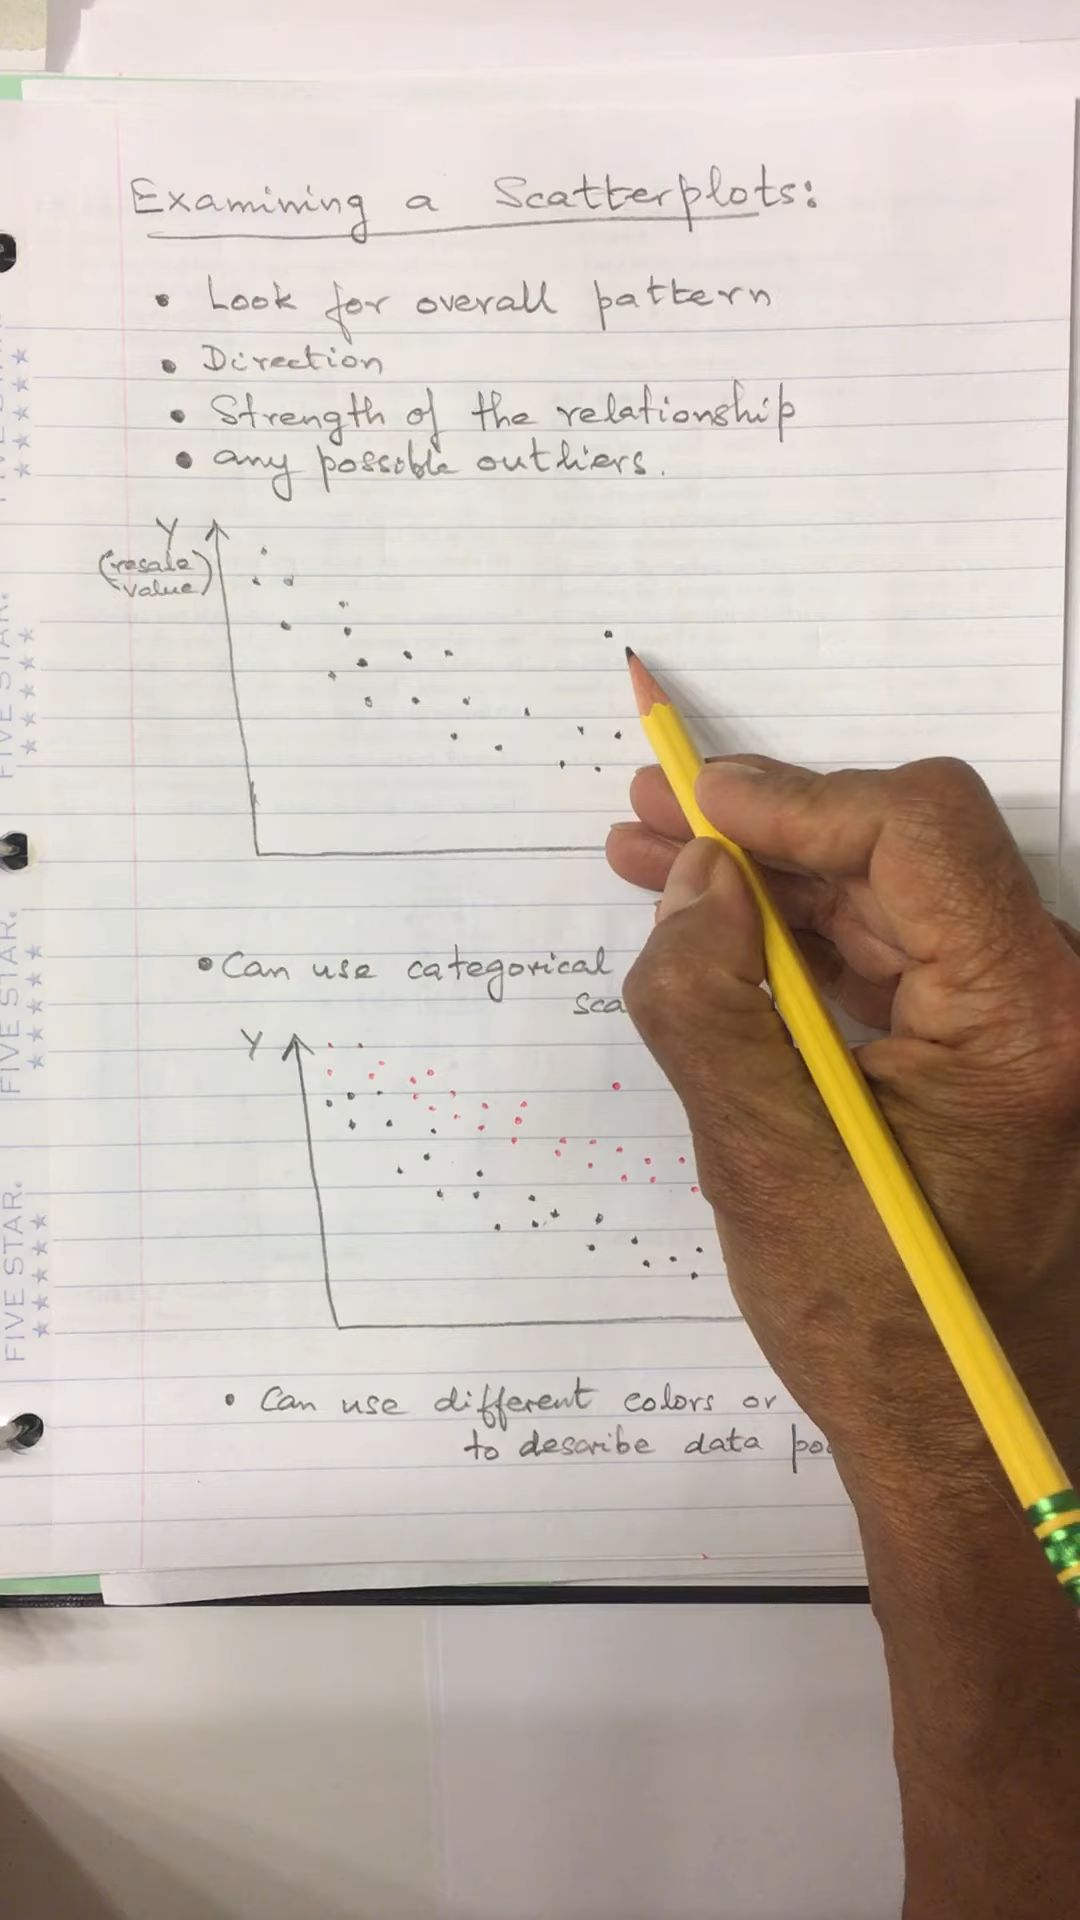 Examining a Scatterplots:
• Look for overall pattern
• Direction
• Strength of the relationship
• any possible outliers.
Y
(resale
value)
• Can use categorical
Y
• Can use different colors or
to describe data
FIVE STAR.
FIVE STAR.
FIVE STAR.